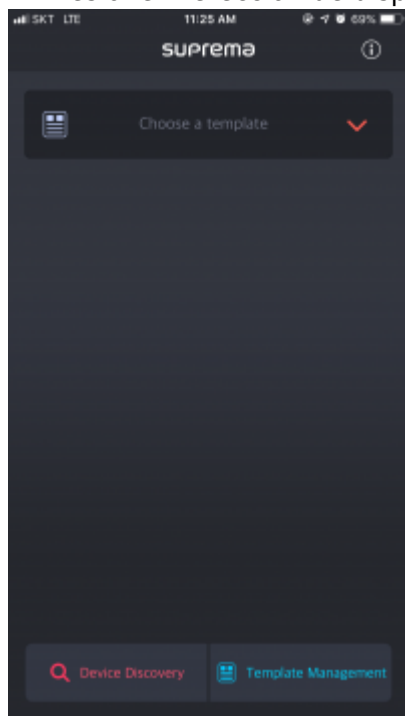 SKT LTE 11:25 AM 69%
suprema
Choose a template
Device Discovery Template Management